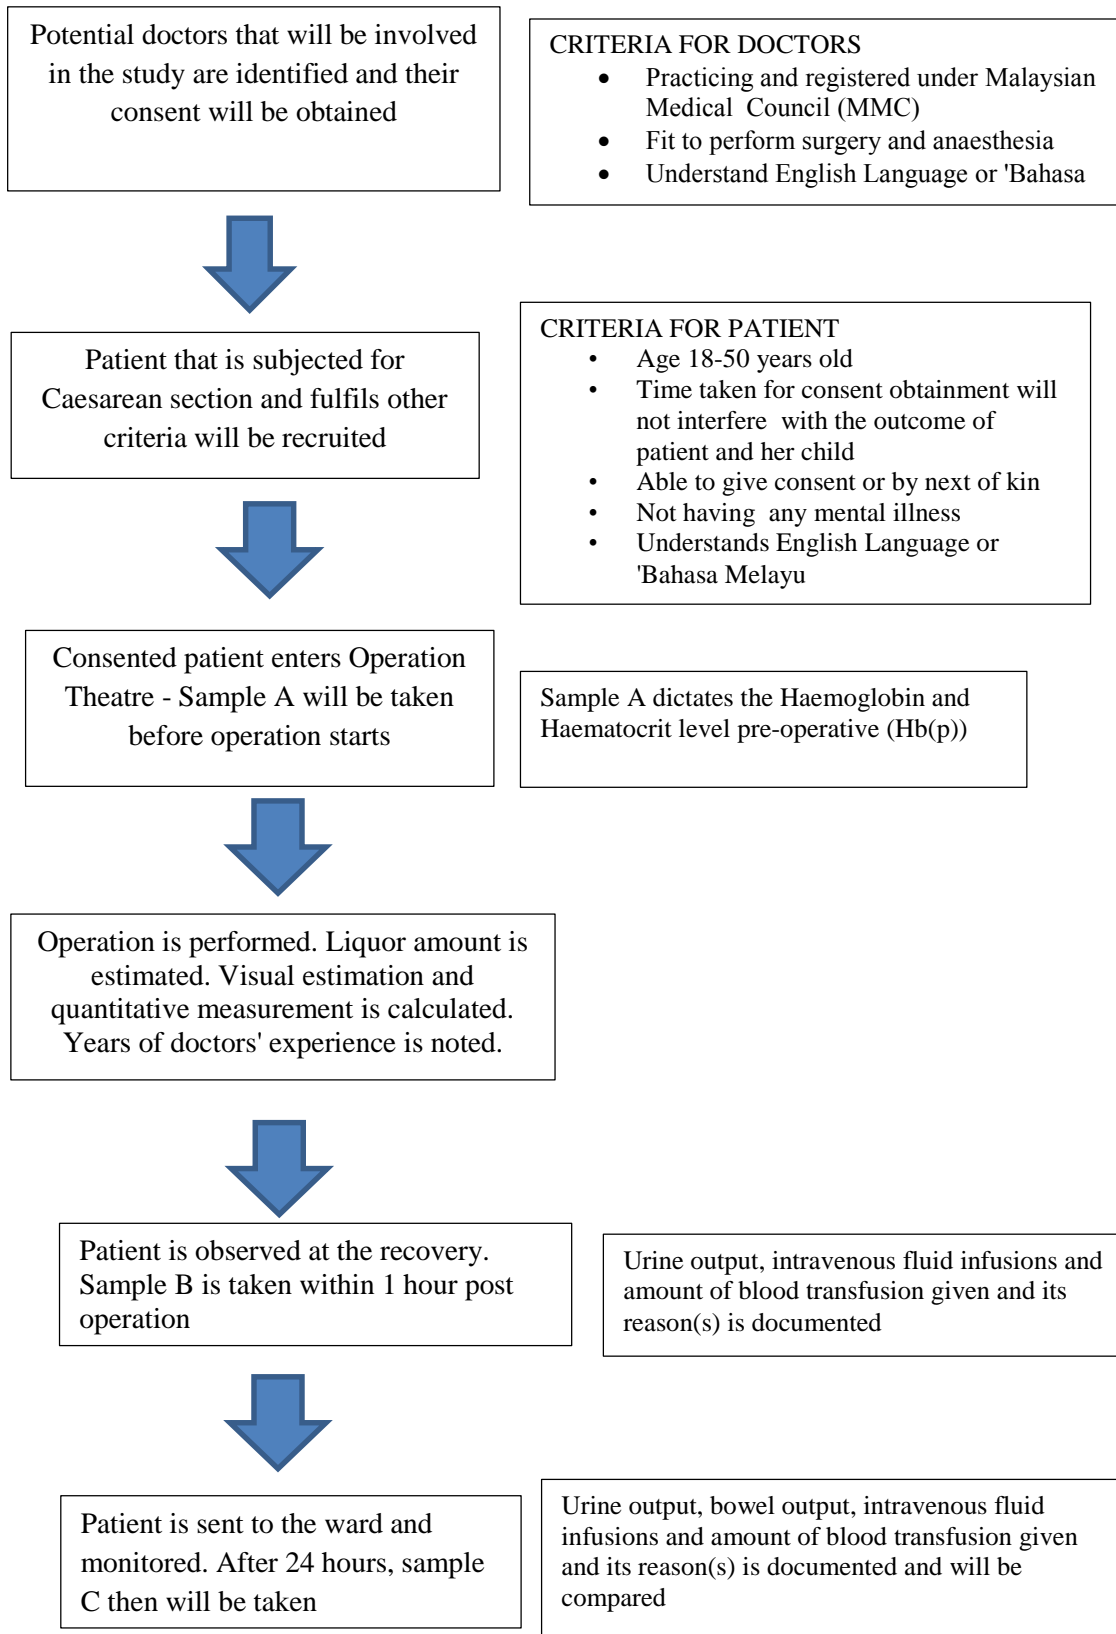 Potential doctors that will be involved
in the study are identified and their
consent will be obtained
CRITERIA FOR DOCTORS
• Practicing and registered under Malaysian
Medical Council (MMC)
• Fit to perform surgery and anaesthesia
• Understand English Language or 'Bahasa
Patient that is subjected for
Caesarean section and fulfils other
criteria will be recruited
CRITERIA FOR PATIENT
• Age 18-50 years old
• Time taken for consent obtainment will
not interfere with the outcome of
patient and her child
• Able to give consent or by next of kin
• Not having any mental illness
• Understands English Language or
'Bahasa Melayu
Consented patient enters Operation
Theatre - Sample A will be taken
before operation starts
Sample A dictates the Haemoglobin and
Haematocrit level pre-operative (Hb(p))
Operation is performed. Liquor amount is
estimated. Visual estimation and
quantitative measurement is calculated.
Years of doctors' experience is noted.
Patient is observed at the recovery.
Sample B is taken within 1 hour post
operation
Urine output, intravenous fluid infusions and
amount of blood transfusion given and its
reason(s) is documented
Patient is sent to the ward and
monitored. After 24 hours, sample
C then will be taken
Urine output, bowel output, intravenous fluid
infusions and amount of blood transfusion given
and its reason(s) is documented and will be
compared